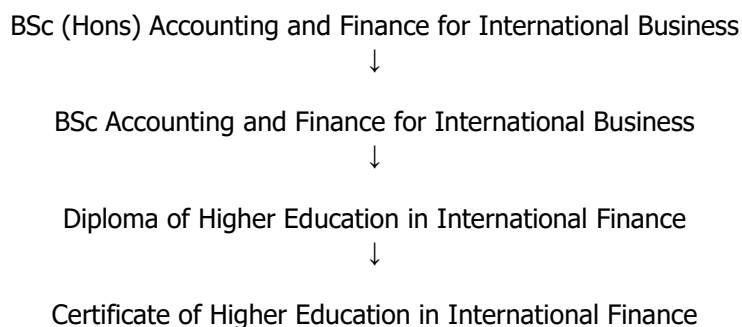 BSc (Hons) Accounting and Finance for International Business
↓
BSc Accounting and Finance for International Business
↓
Diploma of Higher Education in International Finance
↓
Certificate of Higher Education in International Finance